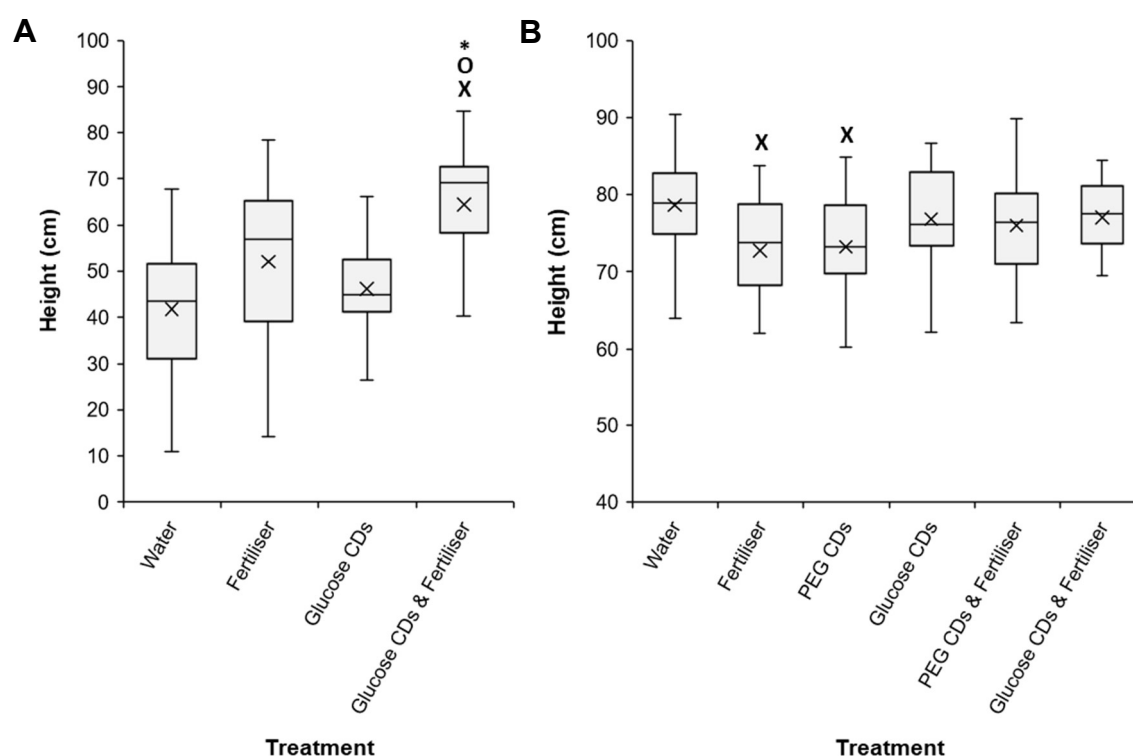 A
Height (cm)
100
90
80
70
60
50
40
30
20
10
0
*
O
X
Water
Fertiliser
Glucose CDs
Glucose CDs & Fertiliser
Treatment
B
Height (cm)
100
90
80
70
60
50
40
X
X
Water
Fertiliser
PEG CDs
Glucose CDs
PEG CDs & Fertiliser
Glucose CDs & Fertiliser
Treatment